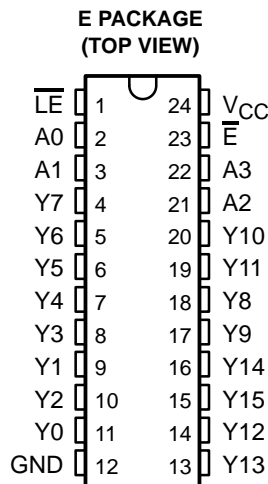 E PACKAGE
(TOP VIEW)
L̅E̅ 1 24 VCC
A0 2 23 E̅
A1 3 22 A3
Y7 4 21 A2
Y6 5 20 Y10
Y5 6 19 Y11
Y4 7 18 Y8
Y3 8 17 Y9
Y1 9 16 Y14
Y2 10 15 Y15
Y0 11 14 Y12
GND 12 13 Y13